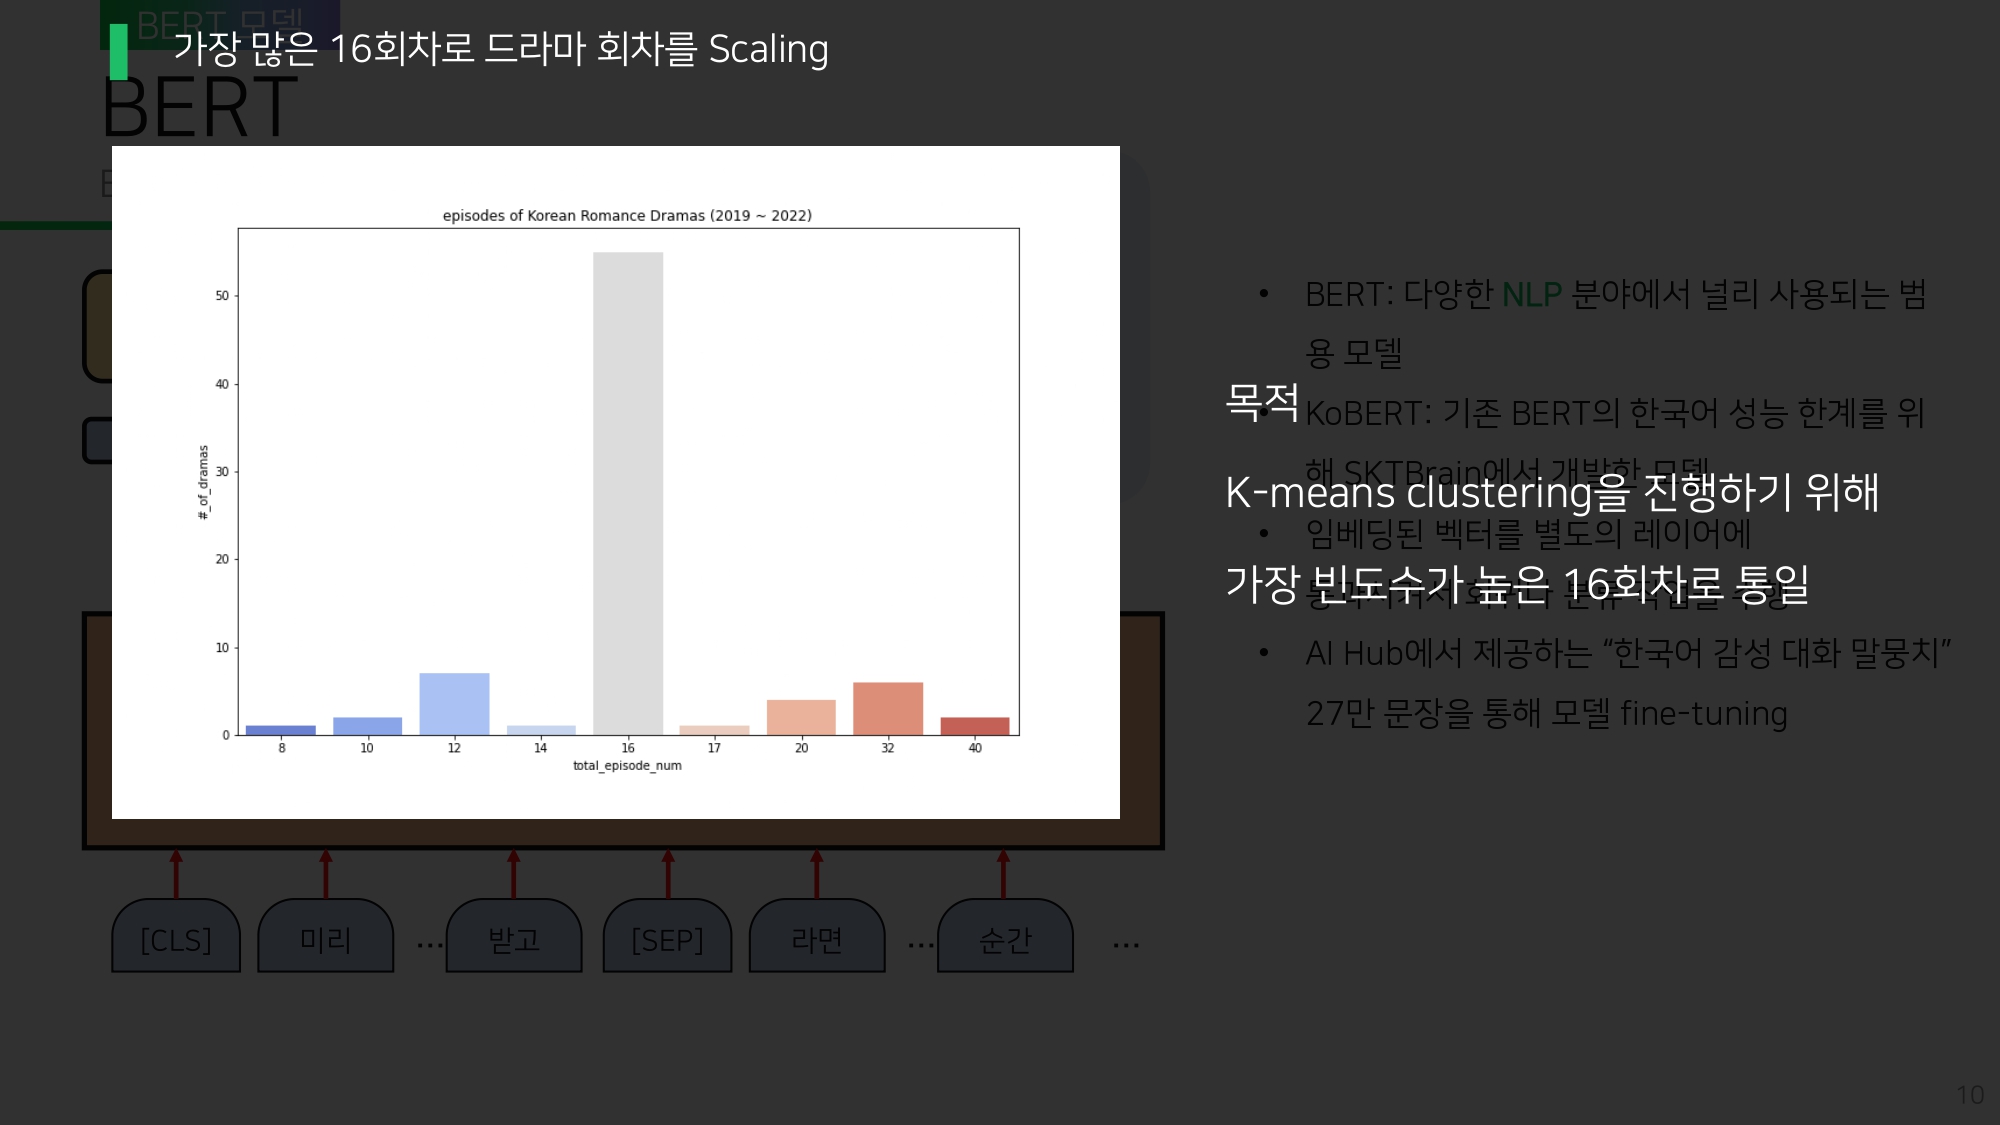 BERT 모델
가장 많은 16회차로 드라마 회차를 Scaling
BERT
episodes of Korean Romance Dramas (2019 ~ 2022)
50
40
30
20
10
0
#_of_dramas
8 10 12 14 16 17 20 32 40
total_episode_num
• BERT: 다양한 NLP 분야에서 널리 사용되는 범
용 모델
• KoBERT: 기존 BERT의 한국어 성능 한계를 위
해 SKTBrain에서 개발한 모델
• 임베딩된 벡터를 별도의 레이어에
• AI Hub에서 제공하는 “한국어 감성 대화 말뭉치”
27만 문장을 통해 모델 fine-tuning
목적
K-means clustering을 진행하기 위해
가장 빈도수가 높은 16회차로 통일
[CLS] 미리 ... 받고 [SEP] 라면 ... 순간 ...
10